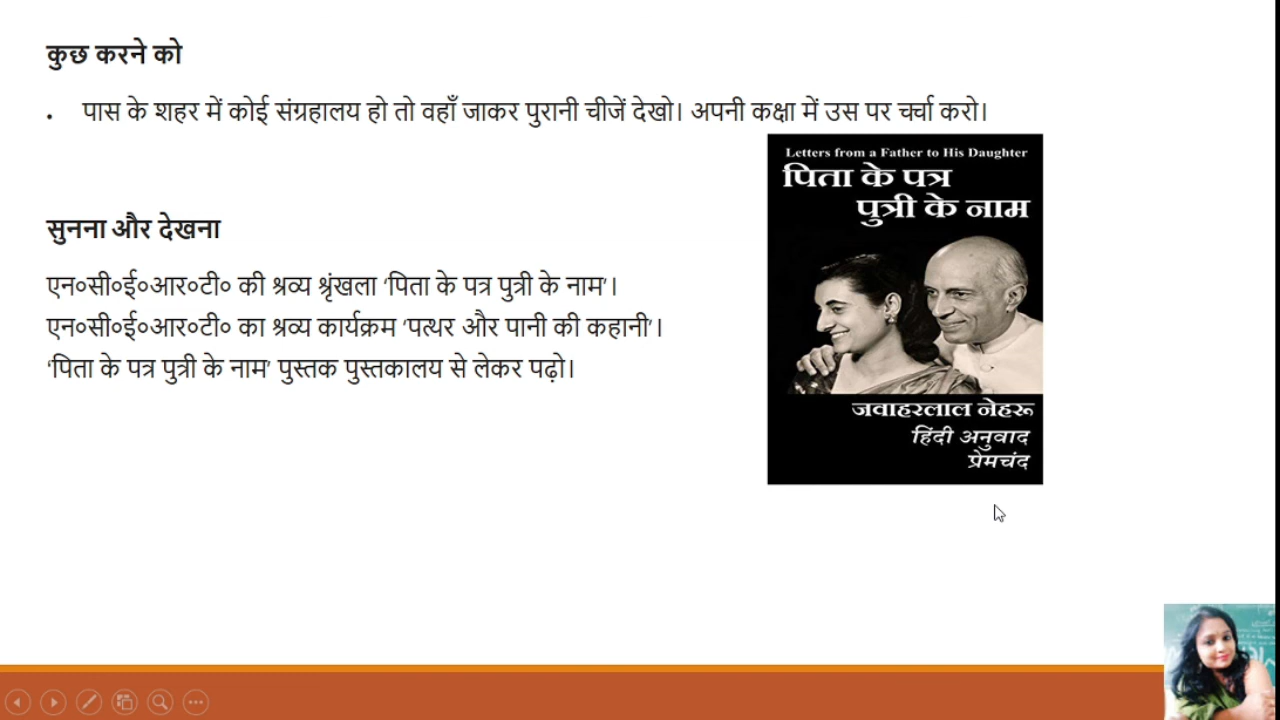 कुछ करने को
• पास के शहर में कोई संग्रहालय हो तो वहाँ जाकर पुरानी चीजें देखो। अपनी कक्षा में उस पर चर्चा करो।
सुनना और देखना
एन०सी०ई०आर०टी० की श्रव्य श्रृंखला 'पिता के पत्र पुत्री के नाम'।
एन०सी०ई०आर०टी० का श्रव्य कार्यक्रम 'पत्थर और पानी की कहानी'।
'पिता के पत्र पुत्री के नाम' पुस्तक पुस्तकालय से लेकर पढ़ो।
Letters from a Father to His Daughter
पिता के पत्र
पुत्री के नाम
जवाहरलाल नेहरू
हिंदी अनुवाद
प्रेमचंद